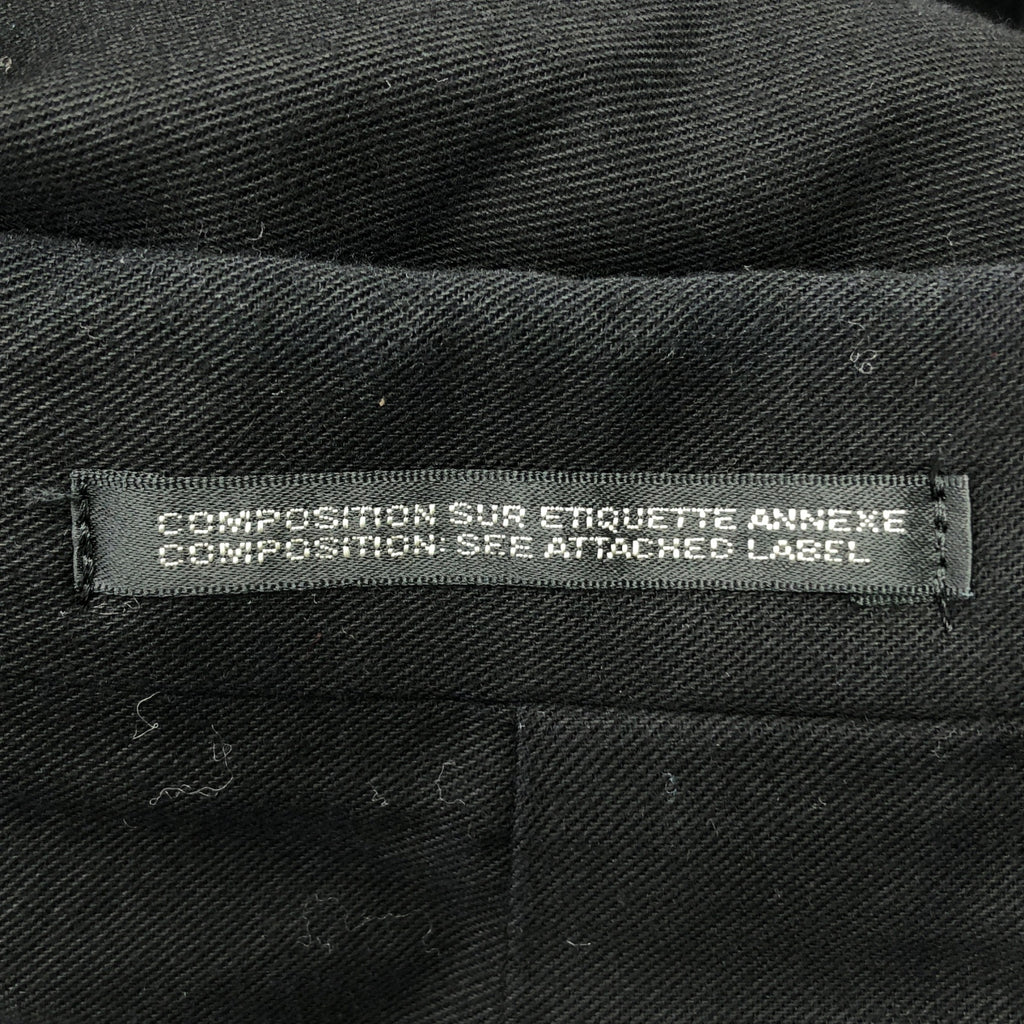 COMPOSITION SUR ETIQUETTE ANNEXE
COMPOSITION: SEE ATTACHED LABEL